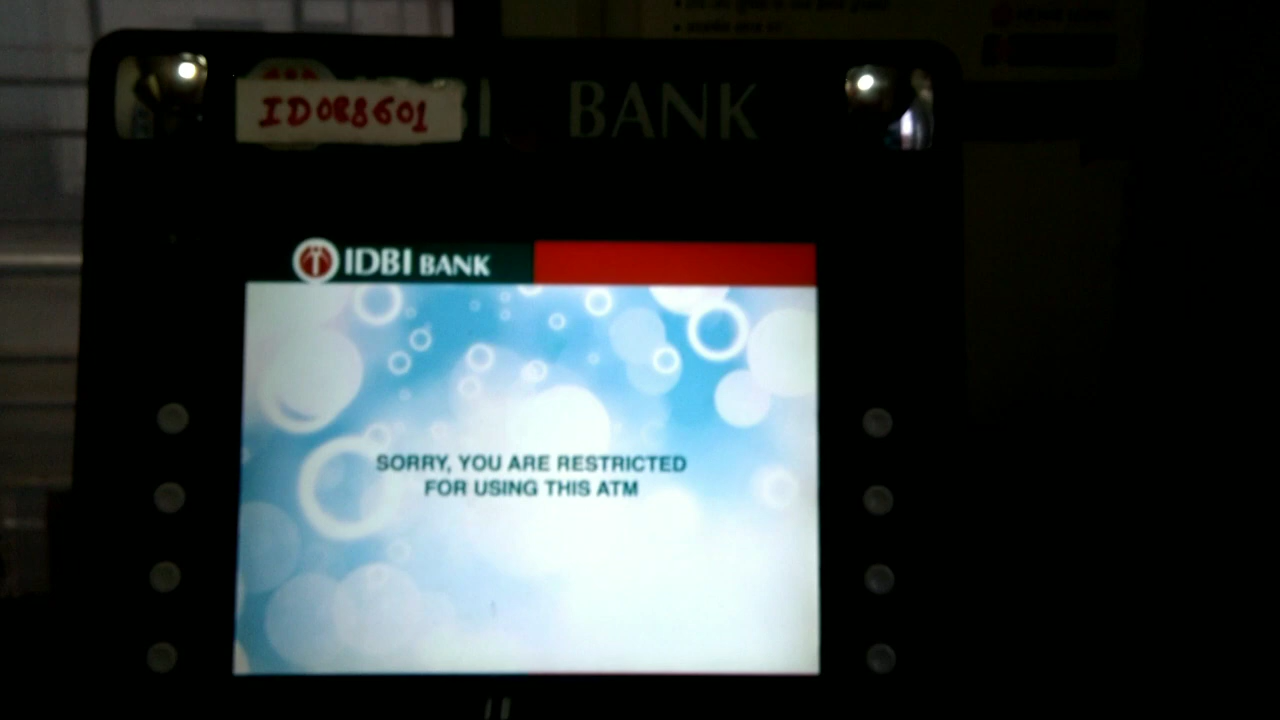 ID088601
BANK
IDBI BANK
SORRY, YOU ARE RESTRICTED
FOR USING THIS ATM